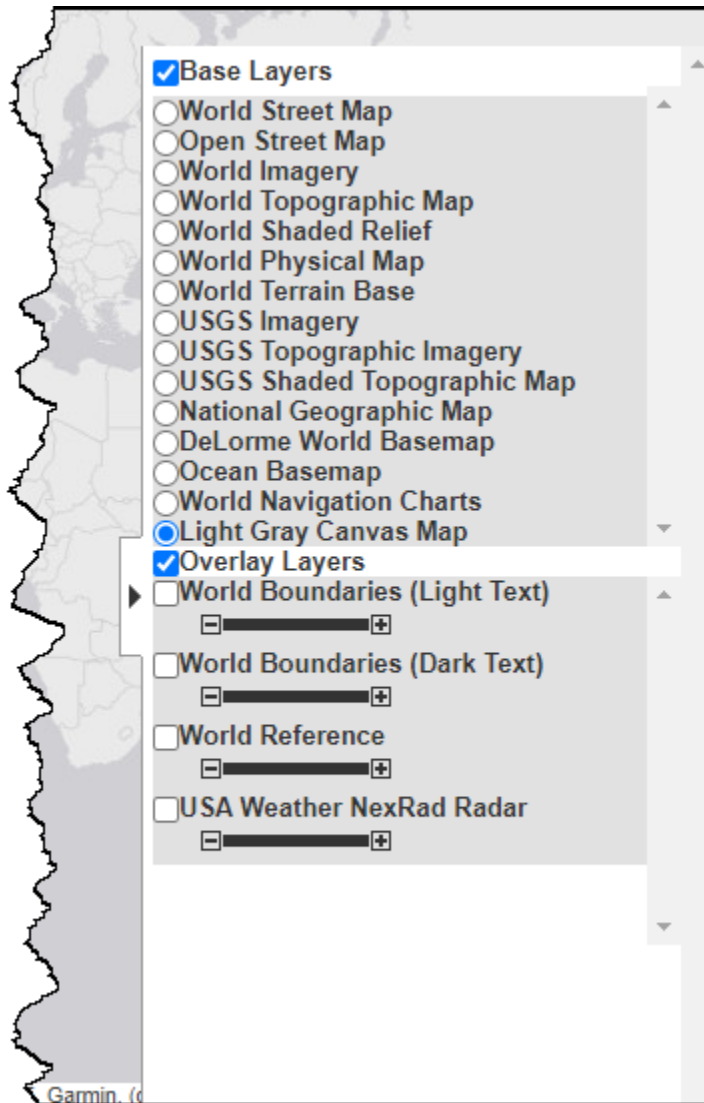 Base Layers
World Street Map
Open Street Map
World Imagery
World Topographic Map
World Shaded Relief
World Physical Map
World Terrain Base
USGS Imagery
USGS Topographic Imagery
USGS Shaded Topographic Map
National Geographic Map
DeLorme World Basemap
Ocean Basemap
World Navigation Charts
Light Gray Canvas Map
Overlay Layers
World Boundaries (Light Text)
World Boundaries (Dark Text)
World Reference
USA Weather NexRad Radar
Garmin, (